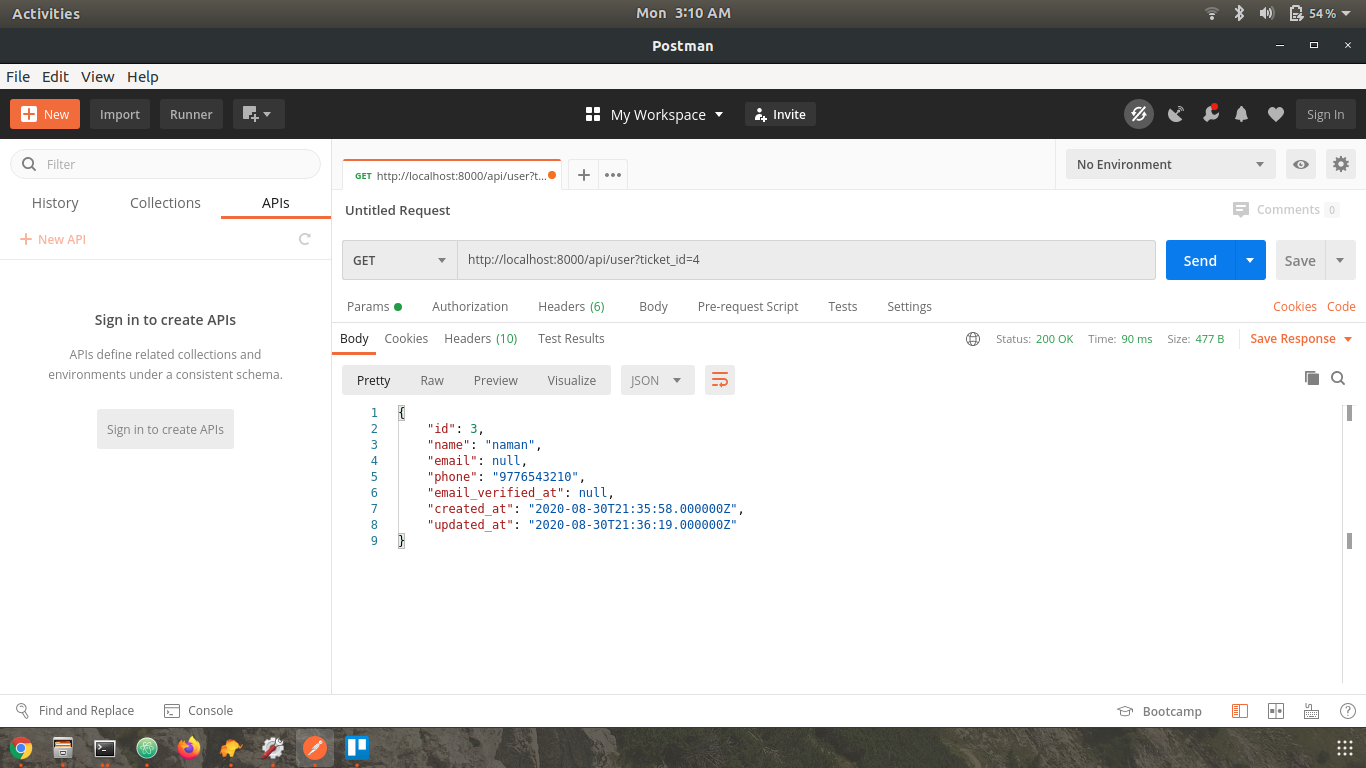 Activities
Mon 3:10 AM
54 %
Postman
File Edit View Help
New
Import
Runner
My Workspace
Invite
Sign In
Filter
History
Collections
APIs
New API
Sign in to create APIs
APIs define related collections and
environments under a consistent schema.
Sign in to create APIs
GET http://localhost:8000/api/user?t...
No Environment
Untitled Request
Comments 0
GET
http://localhost:8000/api/user?ticket_id=4
Send
Save
Params
Authorization
Headers (6)
Body
Pre-request Script
Tests
Settings
Cookies
Code
Body
Cookies
Headers (10)
Test Results
Status: 200 OK
Time: 90 ms
Size: 477 B
Save Response
Pretty
Raw
Preview
Visualize
JSON
1 {
2 "id": 3,
3 "name": "naman",
4 "email": null,
5 "phone": "9776543210",
6 "email_verified_at": null,
7 "created_at": "2020-08-30T21:35:58.000000Z",
8 "updated_at": "2020-08-30T21:36:19.000000Z"
9 }
Find and Replace
Console
Bootcamp